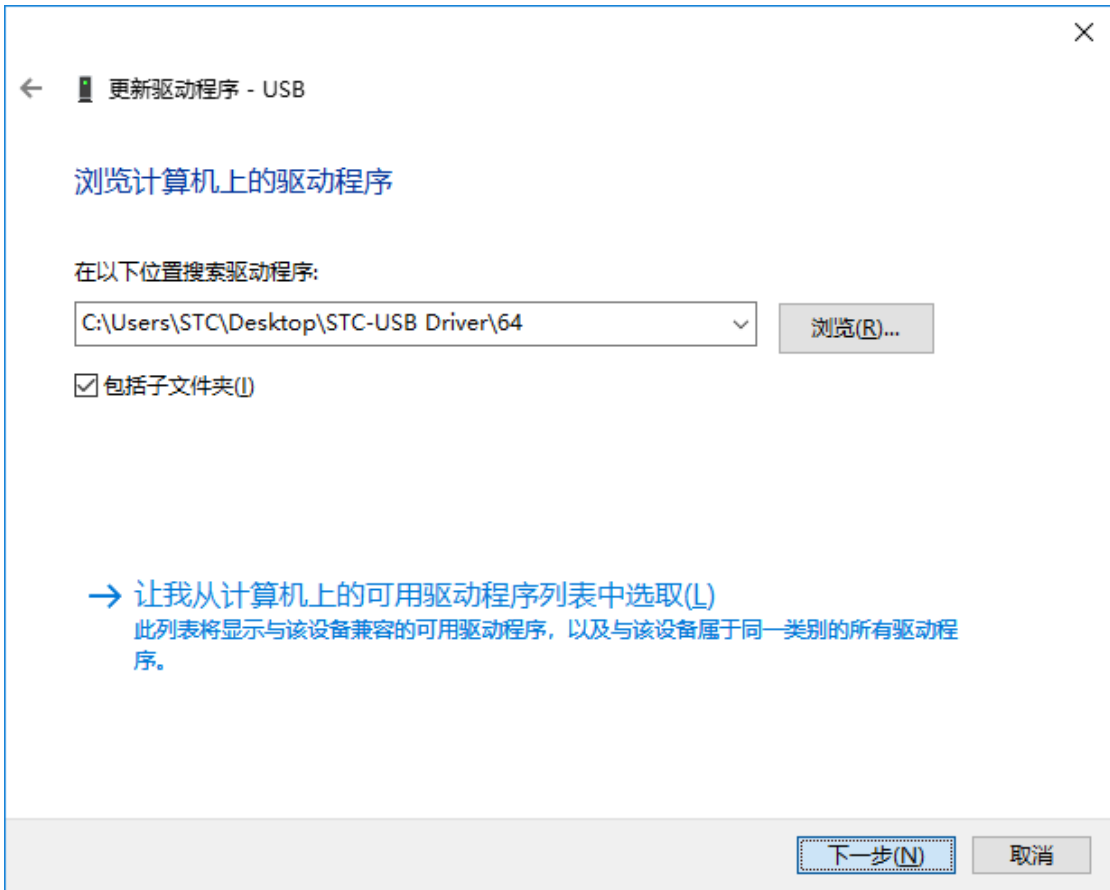 更新驱动程序 - USB
浏览计算机上的驱动程序
在以下位置搜索驱动程序:
C:\Users\STC\Desktop\STC-USB Driver\64
浏览(R)...
包括子文件夹(I)
让我从计算机上的可用驱动程序列表中选取(L)
此列表将显示与该设备兼容的可用驱动程序，以及与该设备属于同一类别的所有驱动程
序。
下一步(N)
取消